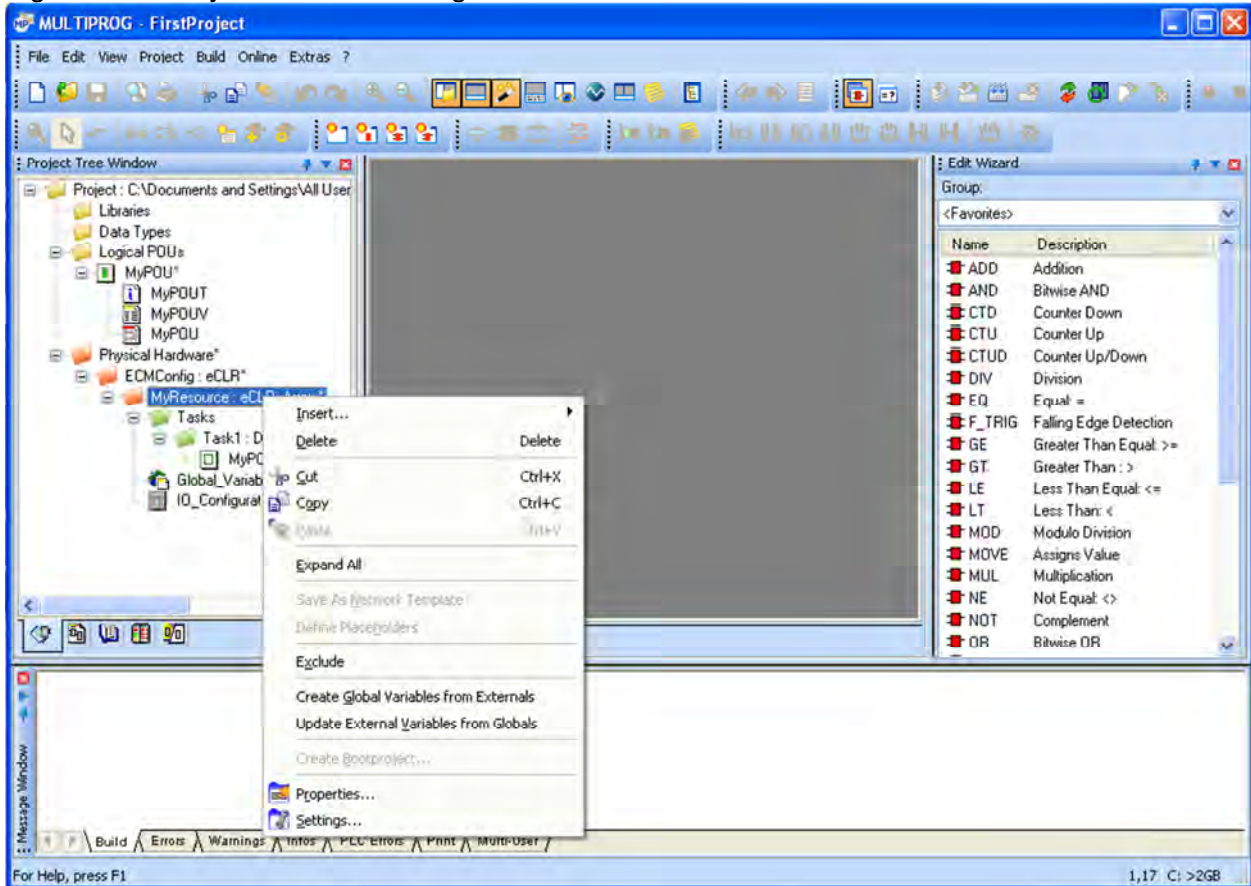 MULTIPROG - FirstProject
File Edit View Project Build Online Extras ?
Project Tree Window
Project : C:\Documents and Settings\All User
Libraries
Data Types
Logical POUs
MyPOU*
MyPOUT
MyPOUV
MyPOU
Physical Hardware*
ECMConfig : eCLR*
MyResource : eCLR
Tasks
Task1 : D
MyPO
Global_Variab
IO_Configurat
Insert...
Delete Delete
Cut Ctrl+X
Copy Ctrl+C
Paste Ctrl+V
Expand All
Save As Network Template
Define Placeholders
Exclude
Create Global Variables from Externals
Update External Variables from Globals
Create Bootproject...
Properties...
Settings...
Edit Wizard
Group:
<Favorites>
Name Description
ADD Addition
AND Bitwise AND
CTD Counter Down
CTU Counter Up
CTUD Counter Up/Down
DIV Division
EQ Equal: =
F_TRIG Falling Edge Detection
GE Greater Than Equal: >=
GT Greater Than : >
LE Less Than Equal: <=
LT Less Than: <
MOD Modulo Division
MOVE Assigns Value
MUL Multiplication
NE Not Equal: <>
NOT Complement
OR Bitwise OR
Message Window
Build Errors Warnings Infos PLC Errors Print Multi-User
For Help, press F1
1,17 C: >2GB